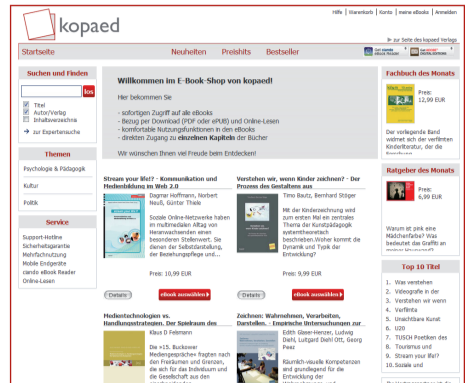 Hilfe | Warenkorb | Konto | meine eBooks | Anmelden
kopaed
zur Seite des kopaed Verlags
Startseite
Neuheiten
Preishits
Bestseller
Suchen und Finden
los
Titel
Autor/Verlag
Inhaltsverzeichnis
zur Expertensuche
Themen
Psychologie & Pädagogik
Kultur
Politik
Service
Support-Hotline
Sicherheitsgarantie
Mehrfachnutzung
Mobile Endgeräte
ciando eBook Reader
Online-Lesen
Willkommen im E-Book-Shop von kopaed!
Hier bekommen Sie
- sofortigen Zugriff auf alle eBooks
- Bezug per Download (PDF oder ePUB) und Online-Lesen
- komfortable Nutzungsfunktionen in den eBooks
- direkten Zugang zu einzelnen Kapiteln der Bücher
Wir wünschen Ihnen viel Freude beim Entdecken!
Stream your life!? - Kommunikation und
Medienbildung im Web 2.0
Dagmar Hoffmann, Norbert
Neuß, Günter Thiele
Soziale Online-Netzwerke haben
im multimedialen Alltag von
Heranwachsenden einen
besonderen Stellenwert. Sie
dienen der Selbstdarstellung,
der Beziehungspflege und...
Preis: 10,99 EUR
Details
eBook auswählen
Verstehen wir, wenn Kinder zeichnen!? - Der
Prozess des Gestaltens aus
Timo Bautz, Bernhard Stöger
Mit der Kinderzeichnung wird
zum ersten Mal ein zentrales
Thema der Kunstpädagogik
systemtheoretisch
beschrieben.Woher kommt die
Dynamik und Typik der
Entwicklung?
Preis: 9,99 EUR
Details
eBook auswählen
Medientechnologien vs.
Handlungsstrategien. Der Spielraum des
Klaus D Felsmann
Das »15. Buckower
Mediengespräche« fragten nach
den Freiräumen und Grenzen,
die sich für das Individuum und
die Gesellschaft aus den
Zeichnen: Wahrnehmen, Verarbeiten,
Darstellen. - Empirische Untersuchungen zur
Edith Glaser-Henzer, Ludwig
Diehl, Luitgard Diehl Ott, Georg
Peez
Räumlich-visuelle Kompetenzen
sind grundlegend für die
Entwicklung der
Fachbuch des Monats
Preis:
12,99 EUR
Der vorliegende Band
widmet sich der verfilmten
Kinderliteratur, der die
Ratgeber des Monats
Preis:
6,99 EUR
Warum ist pink eine
Mädchenfarbe? Was
bedeutet das Graffiti an
Top 10 Titel
1. Was verstehen
2. Videografie in der
3. Verstehen wir wenn
4. Verfilmte
5. Unsichtbare Kunst
6. U20
7. TUSCH Poetiken des
8. Tourismus und
9. Stream your life!?
10. Soziale und